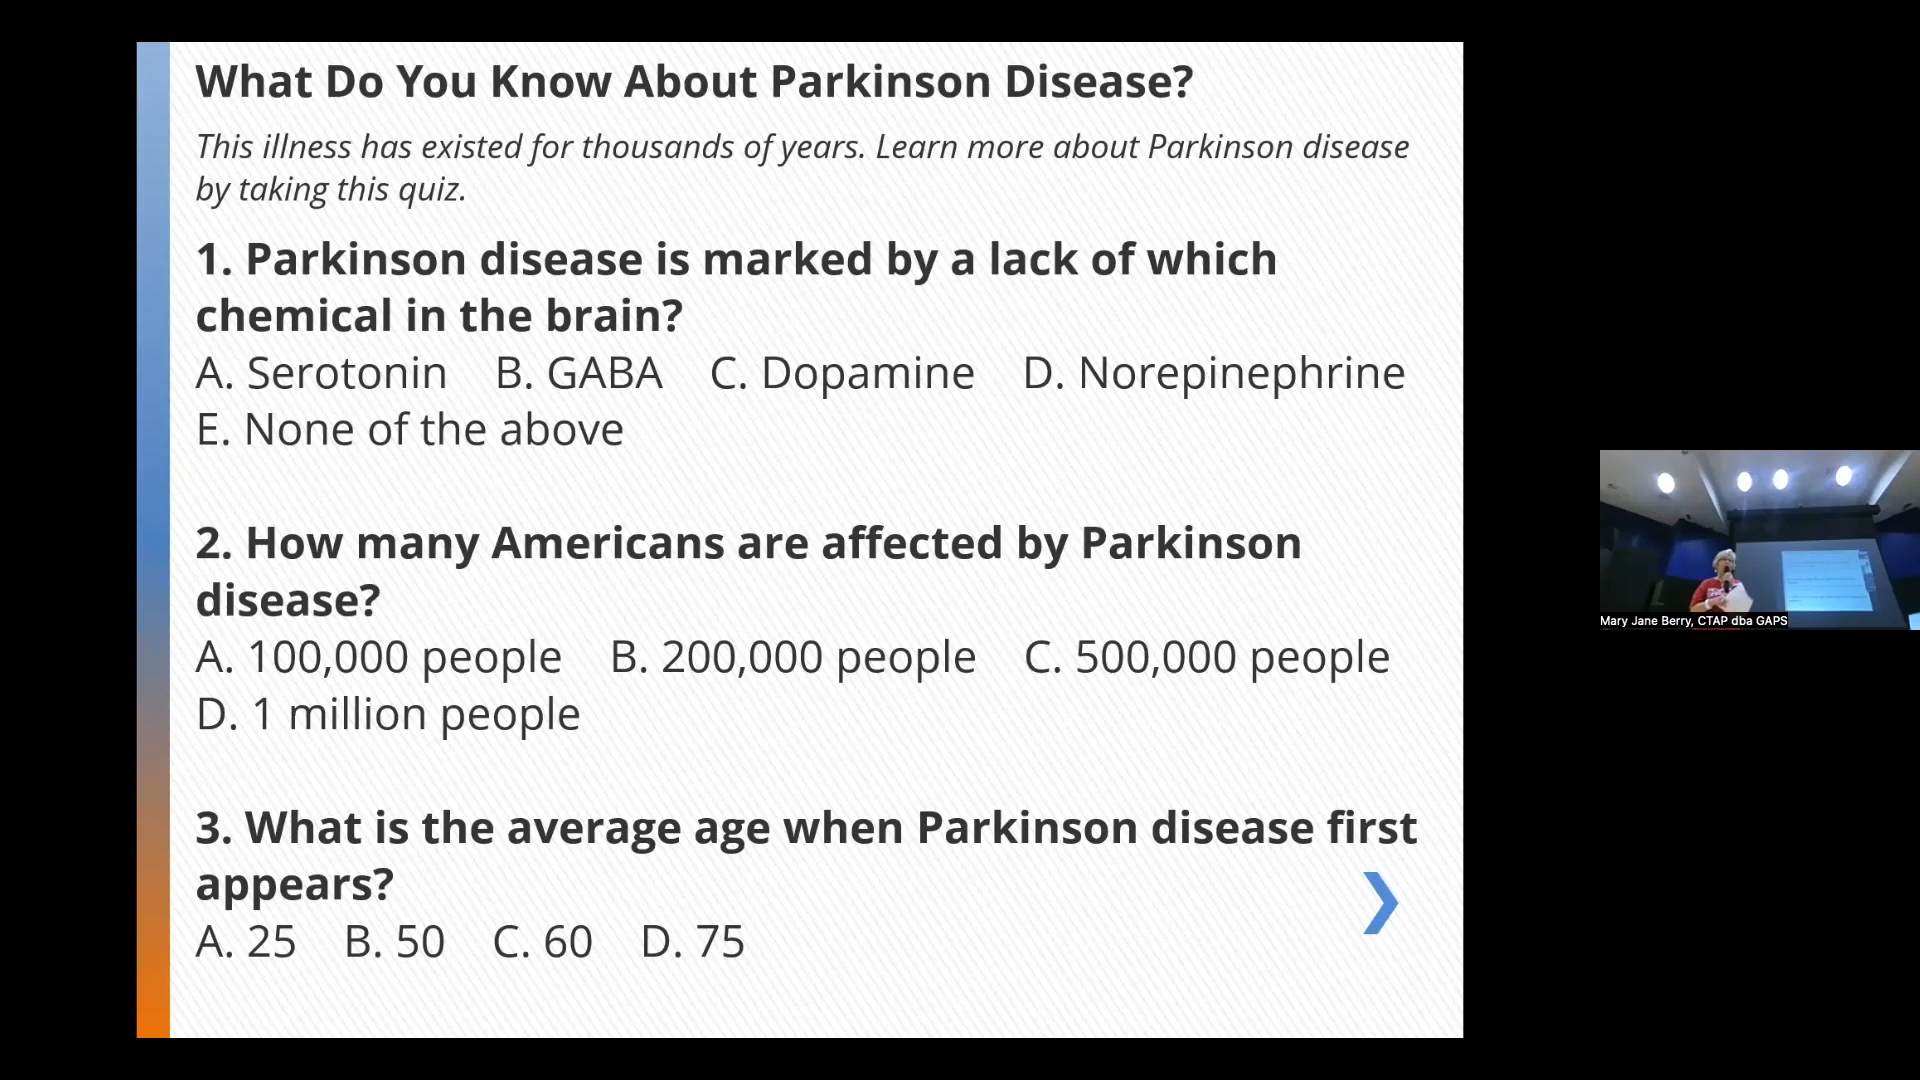 What Do You Know About Parkinson Disease?
This illness has existed for thousands of years. Learn more about Parkinson disease
by taking this quiz.
1. Parkinson disease is marked by a lack of which
chemical in the brain?
A. Serotonin B. GABA C. Dopamine D. Norepinephrine
E. None of the above
2. How many Americans are affected by Parkinson
disease?
A. 100,000 people B. 200,000 people C. 500,000 people
D. 1 million people
3. What is the average age when Parkinson disease first
appears?
A. 25 B. 50 C. 60 D. 75
Mary Jane Berry, CTAP dba GAPS